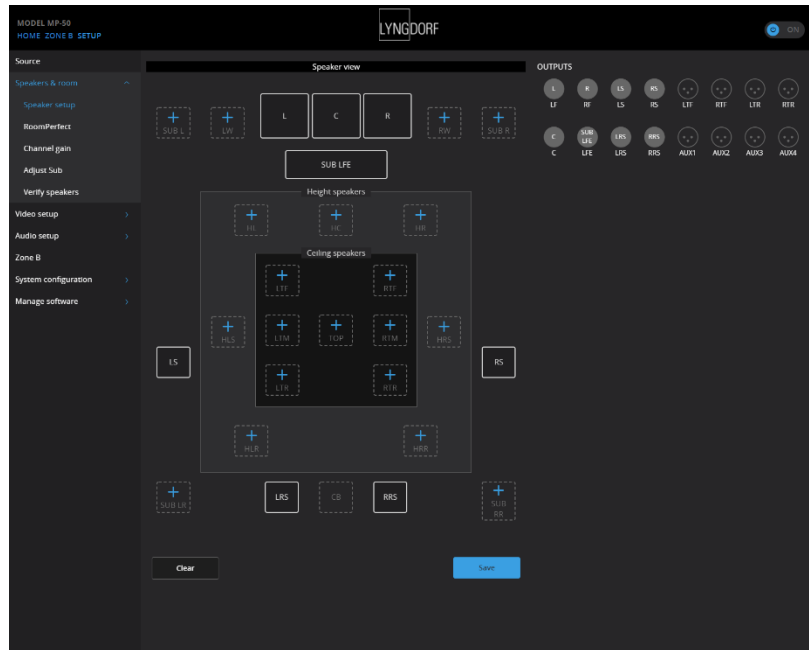 MODEL MP-50
HOME ZONE B SETUP
LYNGDORF
ON
Source
Speakers & room
Speaker setup
RoomPerfect
Channel gain
Adjust Sub
Verify speakers
Video setup
Audio setup
Zone B
System configuration
Manage software
Speaker view
SUB L
LW
L
C
R
RW
SUB R
SUB LFE
Height speakers
HL
HC
HR
Ceiling speakers
LTF
RTF
HLS
LTM
TOP
RTM
HRS
LS
RS
LTR
RTR
HLR
HRR
SUB LR
LRS
CB
RRS
SUB
RR
Clear
Save
OUTPUTS
L
R
LS
RS
LF
RF
LS
RS
LTF
RTF
LTR
RTR
C
SUB
LFE
LRS
RRS
C
LFE
LRS
RRS
AUX1
AUX2
AUX3
AUX4